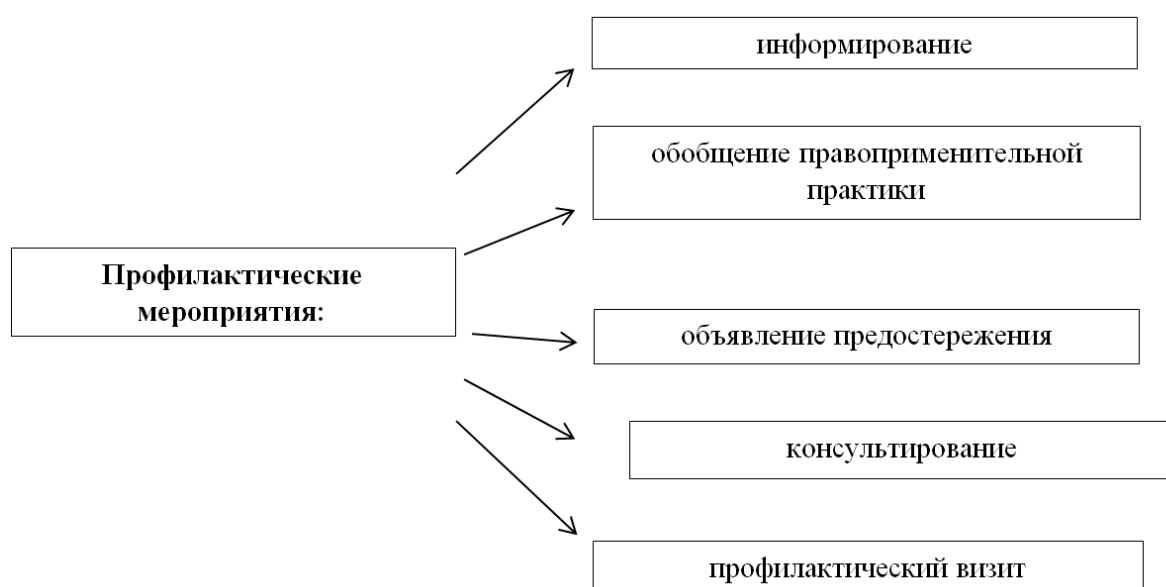 информирование
обобщение правоприменительной
практики
Профилактические
мероприятия:
объявление предостережения
консультирование
профилактический визит